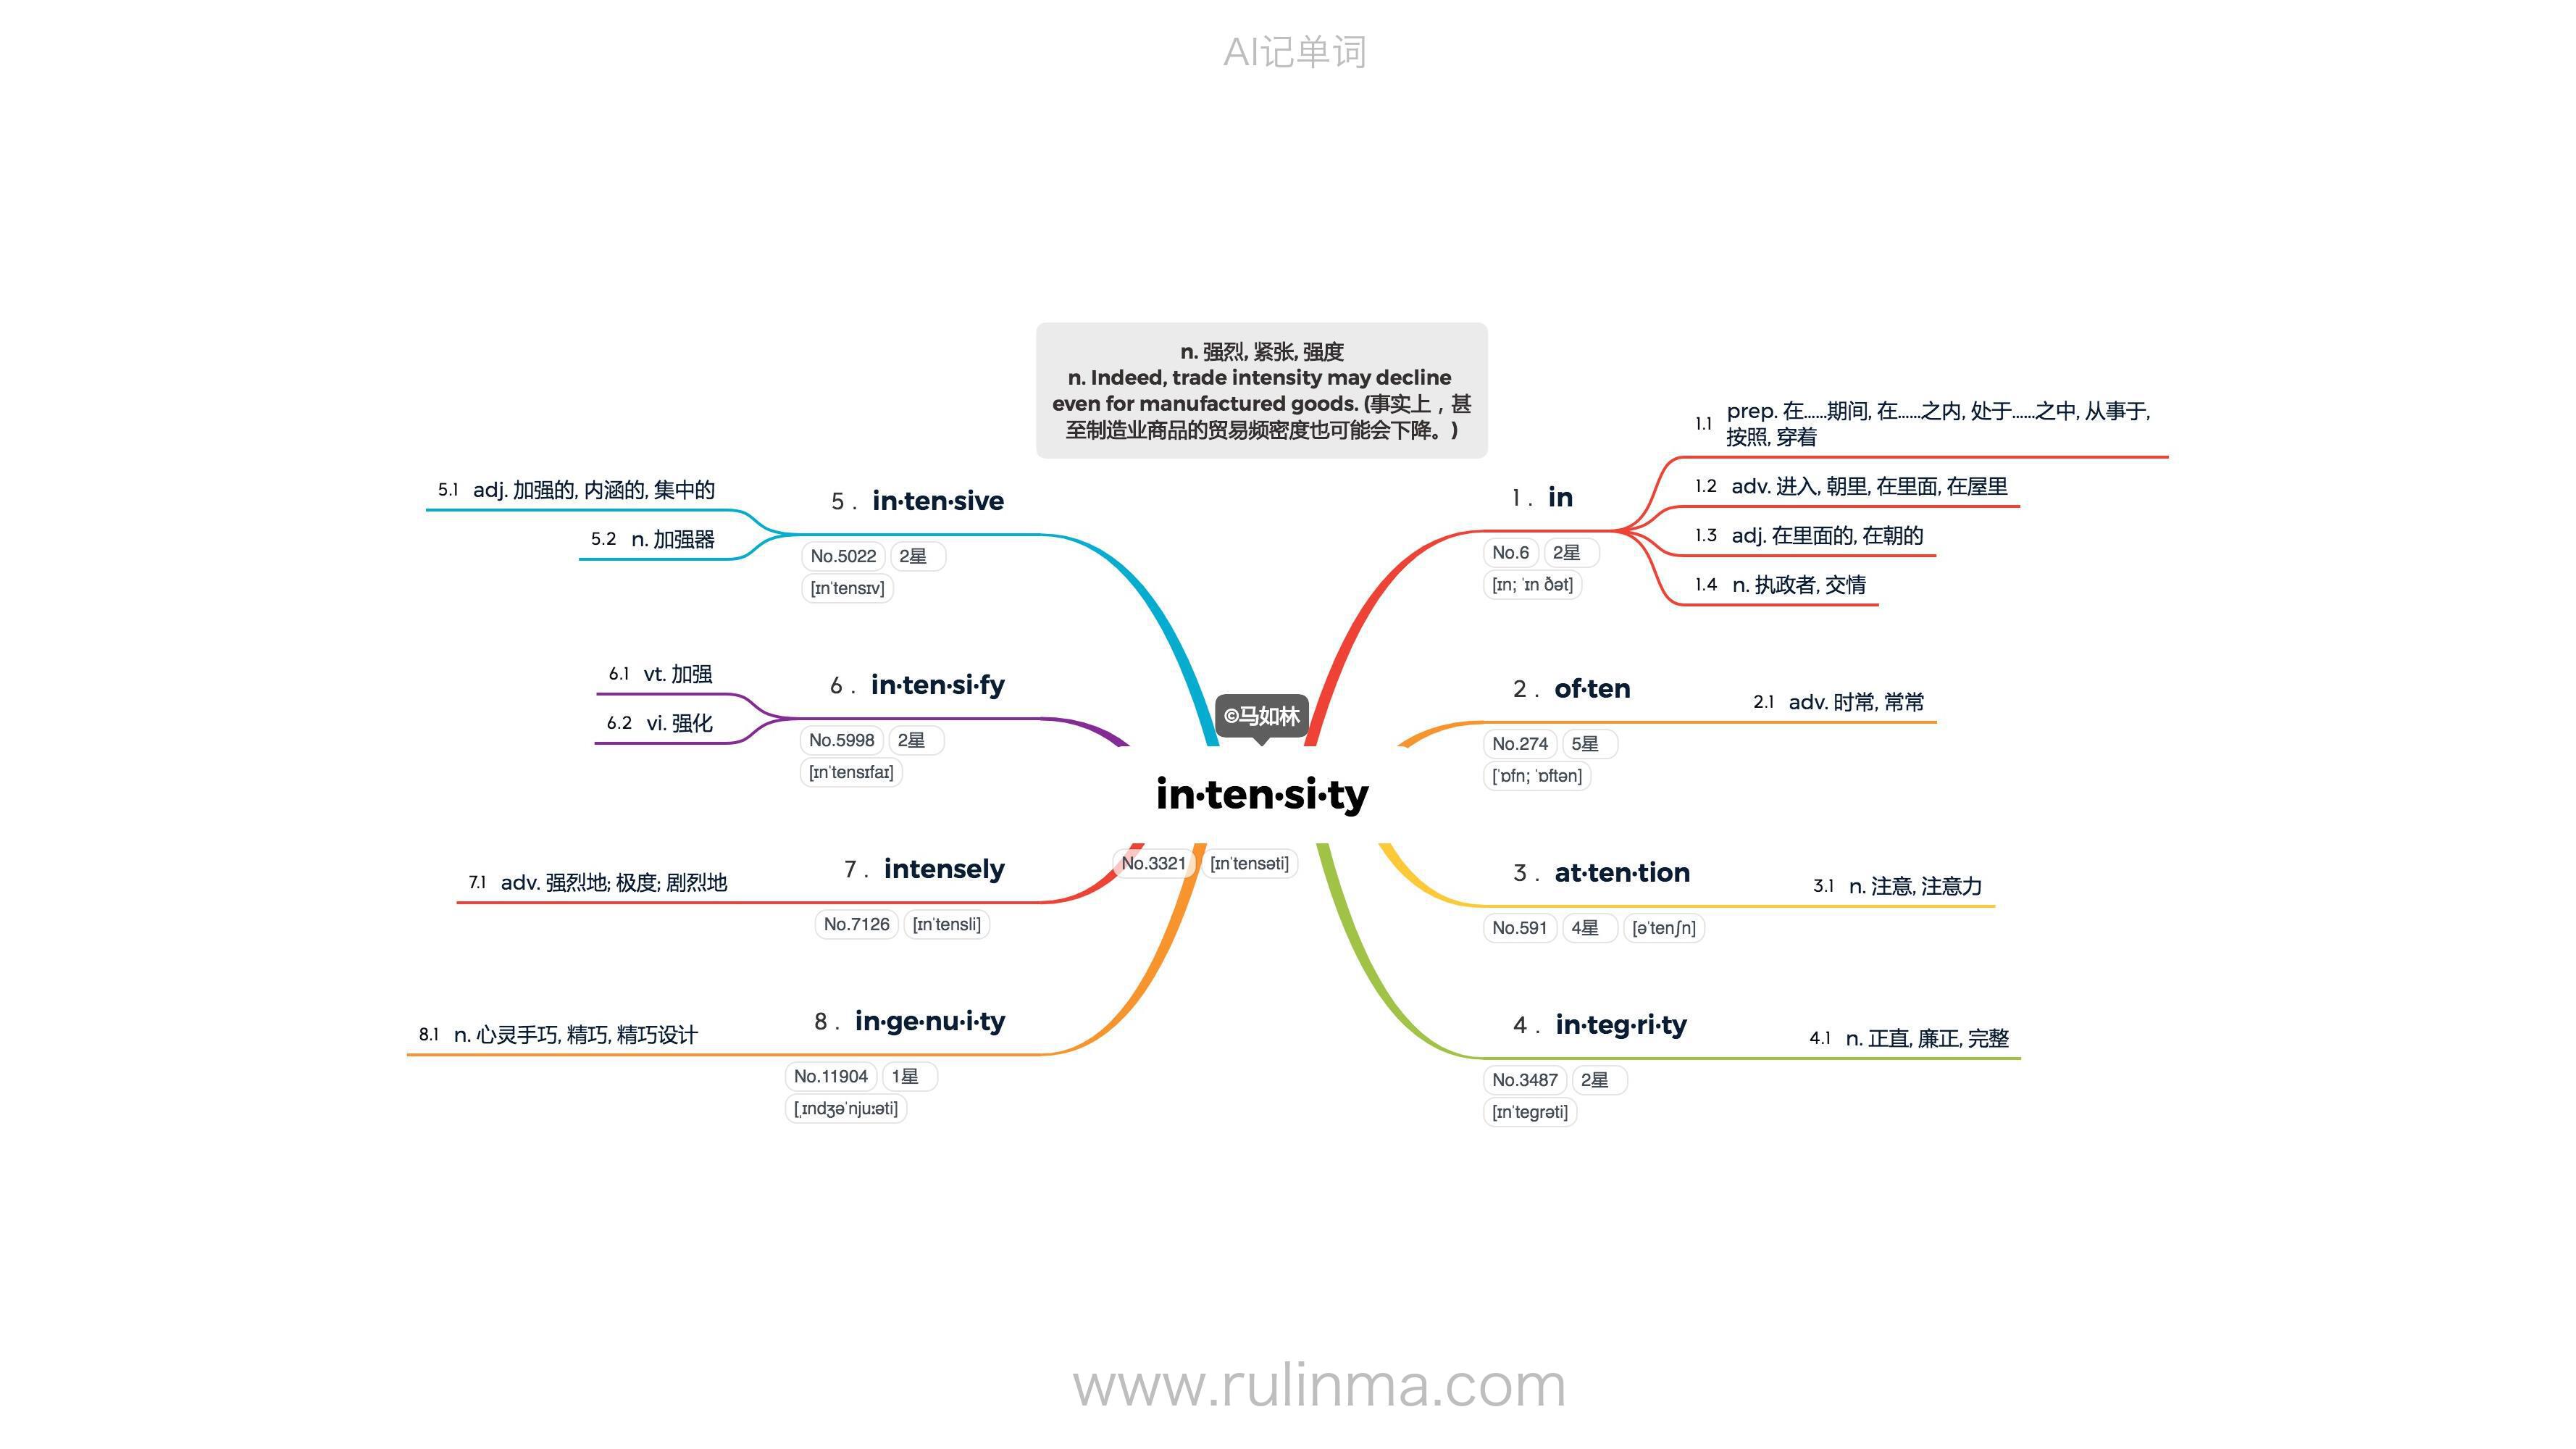 AI记单词
n. 强烈, 紧张, 强度
n. Indeed, trade intensity may decline
even for manufactured goods. (事实上，甚
至制造业商品的贸易频密度也可能会下降。)
©马如林
in·ten·si·ty
No.3321 [ɪnˈtensəti]
1. in
No.6 2星
[ɪn; ˈɪn ðət]
1.1 prep. 在……期间, 在……之内, 处于……之中, 从事于,
按照, 穿着
1.2 adv. 进入, 朝里, 在里面, 在屋里
1.3 adj. 在里面的, 在朝的
1.4 n. 执政者, 交情
2. of·ten
No.274 5星
[ˈɒfn; ˈɒftən]
2.1 adv. 时常, 常常
3. at·ten·tion
No.591 4星 [əˈtenʃn]
3.1 n. 注意, 注意力
4. in·teg·ri·ty
No.3487 2星
[ɪnˈtegrəti]
4.1 n. 正直, 廉正, 完整
5. in·ten·sive
No.5022 2星
[ɪnˈtensɪv]
5.1 adj. 加强的, 内涵的, 集中的
5.2 n. 加强器
6. in·ten·si·fy
No.5998 2星
[ɪnˈtensɪfaɪ]
6.1 vt. 加强
6.2 vi. 强化
7. intensely
No.7126 [ɪnˈtensli]
7.1 adv. 强烈地; 极度; 剧烈地
8. in·ge·nu·i·ty
No.11904 1星
[ˌɪndʒəˈnjuːəti]
8.1 n. 心灵手巧, 精巧, 精巧设计
www.rulinma.com